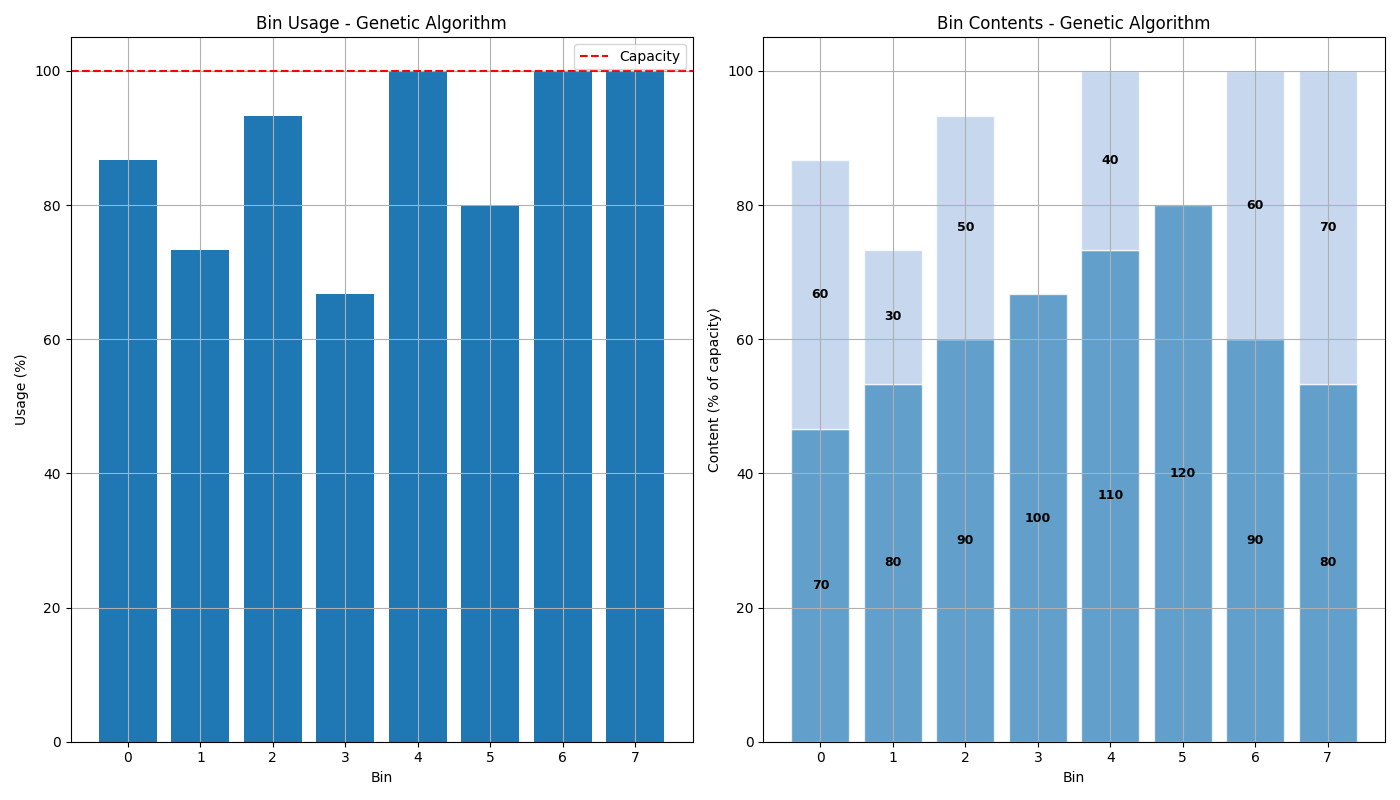 Bin Usage - Genetic Algorithm
Capacity
100
80
60
40
20
0
Usage (%)
0 1 2 3 4 5 6 7
Bin
Bin Contents - Genetic Algorithm
100
80
60
40
20
0
Content (% of capacity)
40
60
50
70
60
30
120
110
100
90
90
80
80
70
0 1 2 3 4 5 6 7
Bin